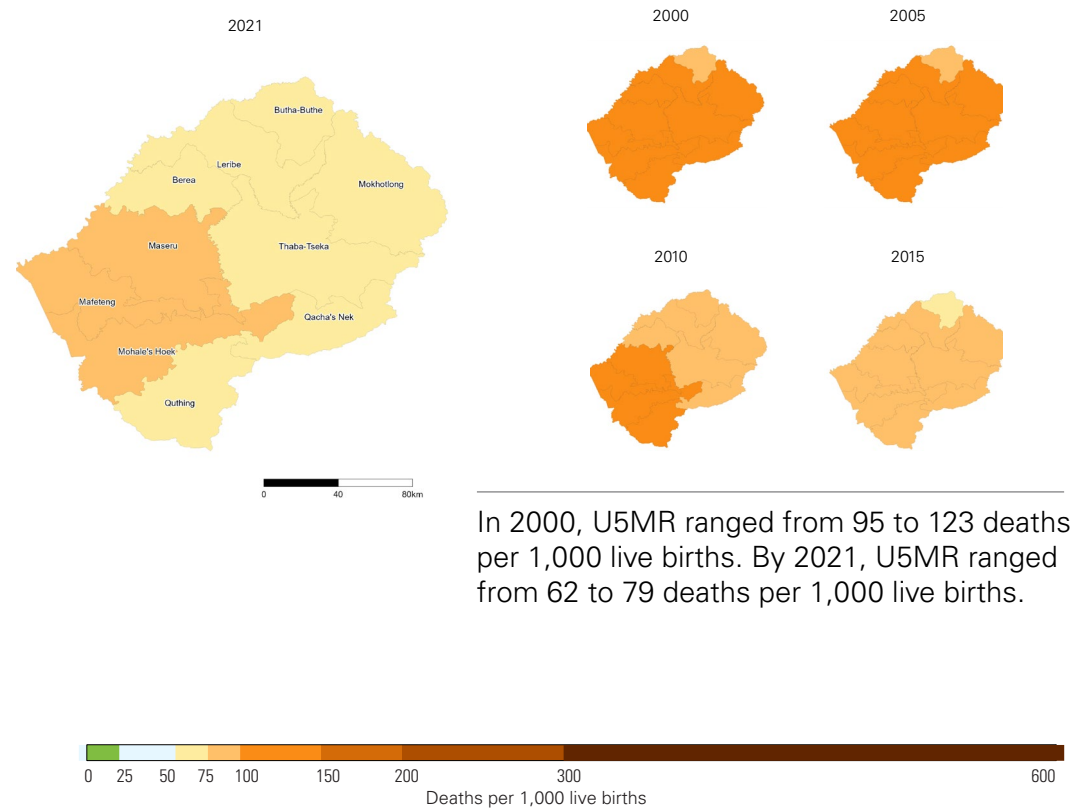 2021
Butha-Buthe
Leribe
Berea
Mokhotlong
Maseru
Thaba-Tseka
Mafeteng
Qacha's Nek
Mohale's Hoek
Quthing
0 40 80km
2000 2005
2010 2015
In 2000, U5MR ranged from 95 to 123 deaths
per 1,000 live births. By 2021, U5MR ranged
from 62 to 79 deaths per 1,000 live births.
0 25 50 75 100 150 200 300 600
Deaths per 1,000 live births